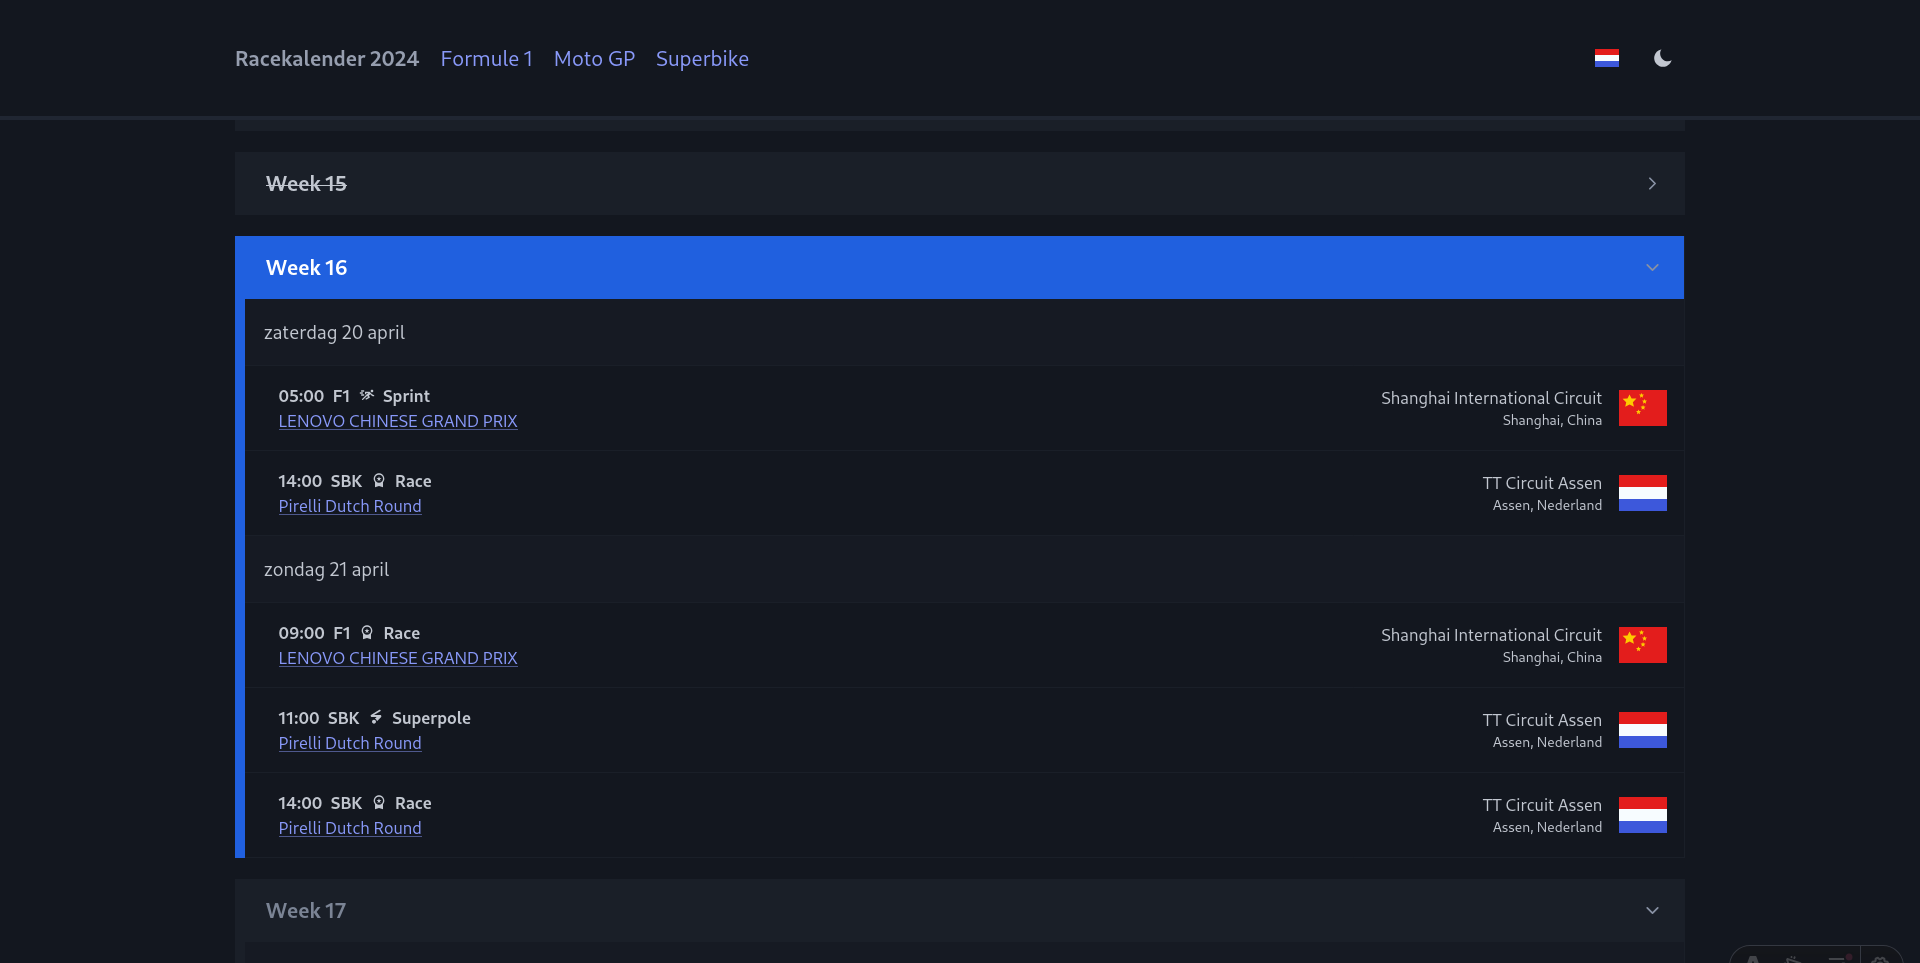 Racekalender 2024 Formule 1 Moto GP Superbike
Week 15
Week 16
zaterdag 20 april
05:00 F1 Sprint
LENOVO CHINESE GRAND PRIX
Shanghai International Circuit
Shanghai, China
14:00 SBK Race
Pirelli Dutch Round
TT Circuit Assen
Assen, Nederland
zondag 21 april
09:00 F1 Race
LENOVO CHINESE GRAND PRIX
Shanghai International Circuit
Shanghai, China
11:00 SBK Superpole
Pirelli Dutch Round
TT Circuit Assen
Assen, Nederland
14:00 SBK Race
Pirelli Dutch Round
TT Circuit Assen
Assen, Nederland
Week 17